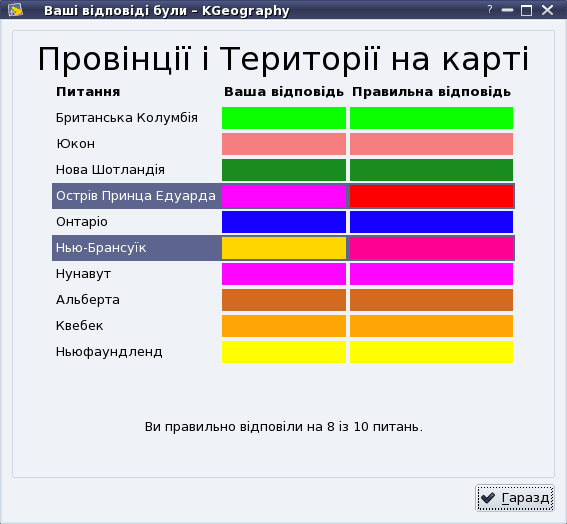 Ваші відповіді були – KGeography
?
Провінції і Території на карті
Питання Ваша відповідь Правильна відповідь
Британська Колумбія
Юкон
Нова Шотландія
Острів Принца Едуарда
Онтаріо
Нью-Брансуїк
Нунавут
Альберта
Квебек
Ньюфаундленд
Ви правильно відповіли на 8 із 10 питань.
Гаразд